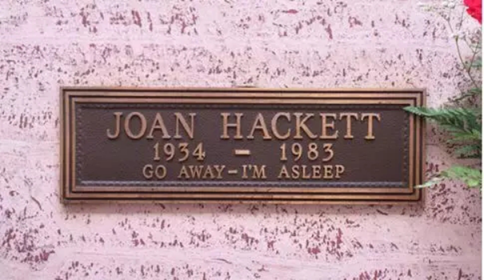 JOAN HACKETT
1934 – 1983
GO AWAY–I'M ASLEEP